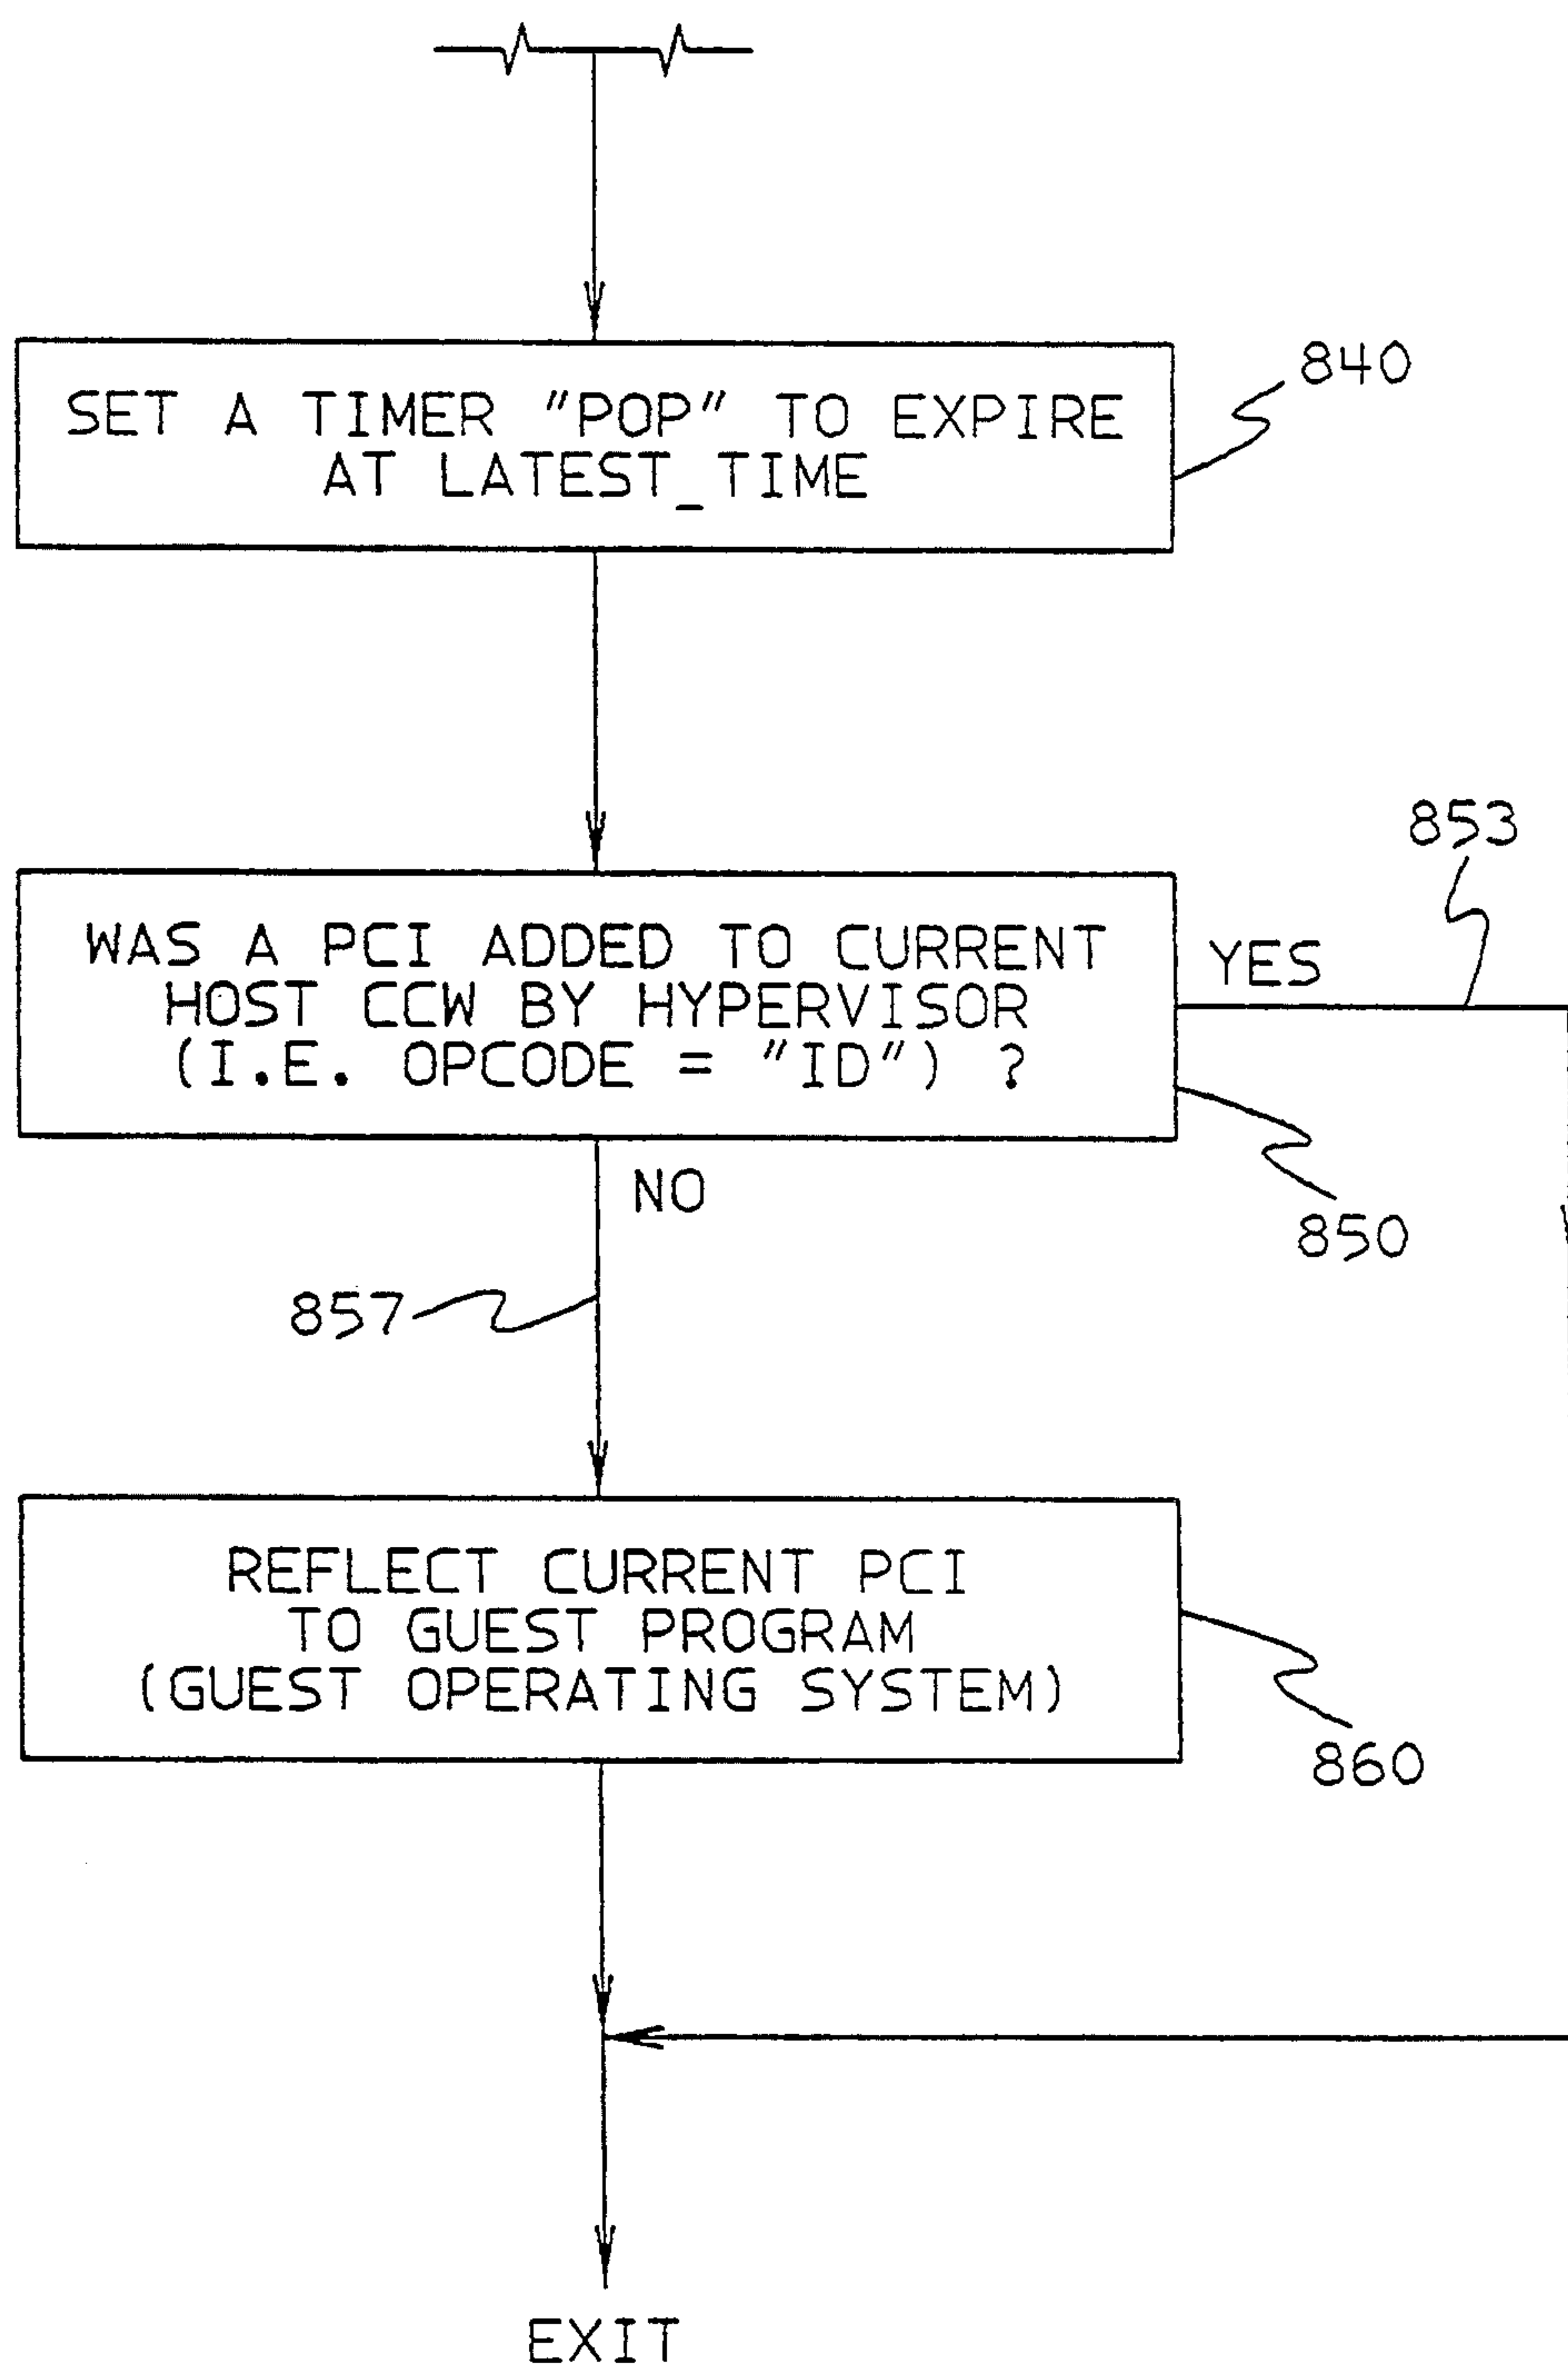 SET A TIMER "POP" TO EXPIRE
AT LATEST_TIME
840
853
WAS A PCI ADDED TO CURRENT
HOST CCW BY HYPERVISOR
(I.E. OPCODE = "ID") ?
YES
850
NO
857
REFLECT CURRENT PCI
TO GUEST PROGRAM
(GUEST OPERATING SYSTEM)
860
EXIT